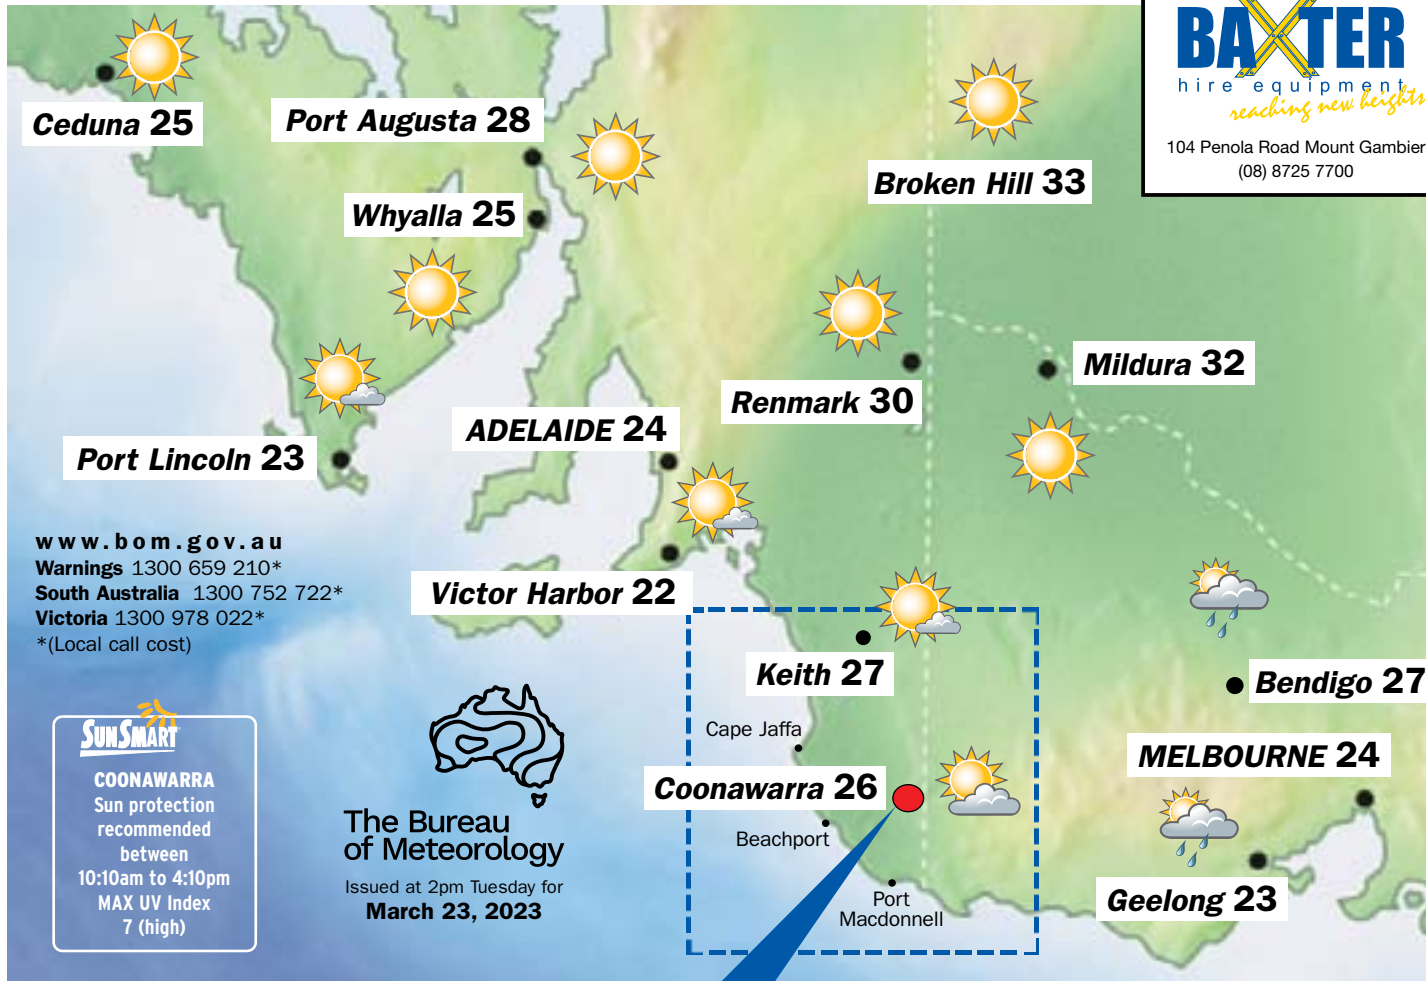 BAXTER
hire equipment
reaching new heights
104 Penola Road Mount Gambier
(08) 8725 7700
Ceduna 25
Port Augusta 28
Whyalla 25
Broken Hill 33
Renmark 30
Mildura 32
ADELAIDE 24
Port Lincoln 23
Victor Harbor 22
www.bom.gov.au
Warnings 1300 659 210*
South Australia 1300 752 722*
Victoria 1300 978 022*
*(Local call cost)
Keith 27
Bendigo 27
Cape Jaffa
MELBOURNE 24
Coonawarra 26
Beachport
Port
Macdonnell
Geelong 23
SUNSMART
COONAWARRA
Sun protection
recommended
between
10:10am to 4:10pm
MAX UV Index
7 (high)
The Bureau
of Meteorology
Issued at 2pm Tuesday for
March 23, 2023